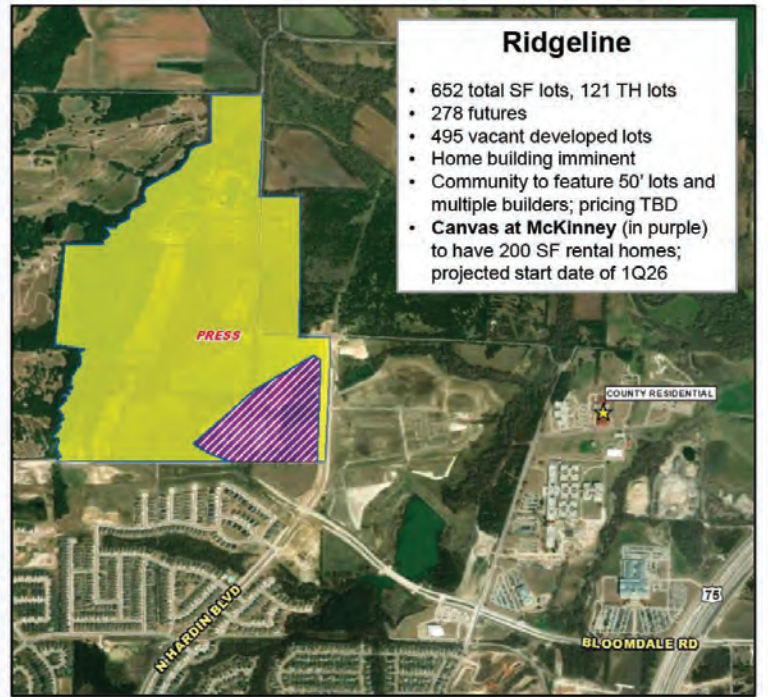 Ridgeline
• 652 total SF lots, 121 TH lots
• 278 futures
• 495 vacant developed lots
• Home building imminent
• Community to feature 50' lots and
multiple builders; pricing TBD
• Canvas at McKinney (in purple)
to have 200 SF rental homes;
projected start date of 1Q26
PRESS
COUNTY RESIDENTIAL
75
N HARDIN BLVD
BLOOMDALE RD